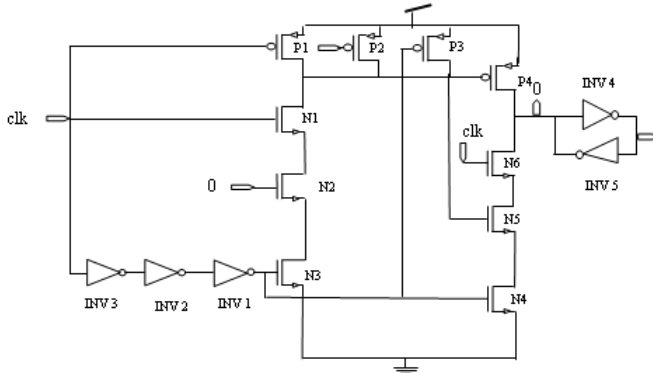 P1
P2
P3
P4
0
INV 4
clk
N1
clk
N6
INV 5
0
N2
N5
N3
N4
INV 3
INV 2
INV 1